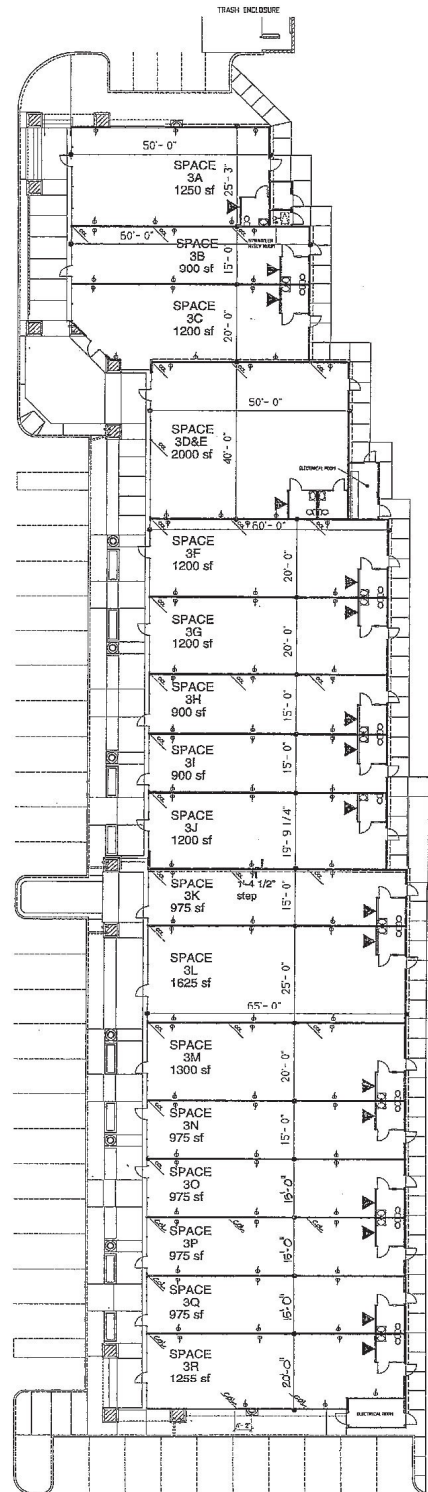 TRASH ENCLOSURE
50'- 0"
SPACE
3A
1250 sf
25'- 3"
60'- 0"
SPRINKLER
RISER ROOM
SPACE
3B
900 sf
15'- 0"
SPACE
3C
1200 sf
20'- 0"
50'- 0"
SPACE
3D&E
2000 sf
40'- 0"
ELECTRICAL ROOM
60'- 0"
SPACE
3F
1200 sf
20'- 0"
SPACE
3G
1200 sf
20'- 0"
SPACE
3H
900 sf
15'- 0"
SPACE
3I
900 sf
15'- 0"
SPACE
3J
1200 sf
19'- 9 1/4"
SPACE
3K
975 sf
1'-4 1/2"
step
15'- 0"
SPACE
3L
1625 sf
25'- 0"
65'- 0"
SPACE
3M
1300 sf
20'- 0"
SPACE
3N
975 sf
15'- 0"
SPACE
3O
975 sf
15'-0"
SPACE
3P
975 sf
15'-0"
SPACE
3Q
975 sf
15'-0"
SPACE
3R
1255 sf
20'-0"
ELECTRICAL ROOM